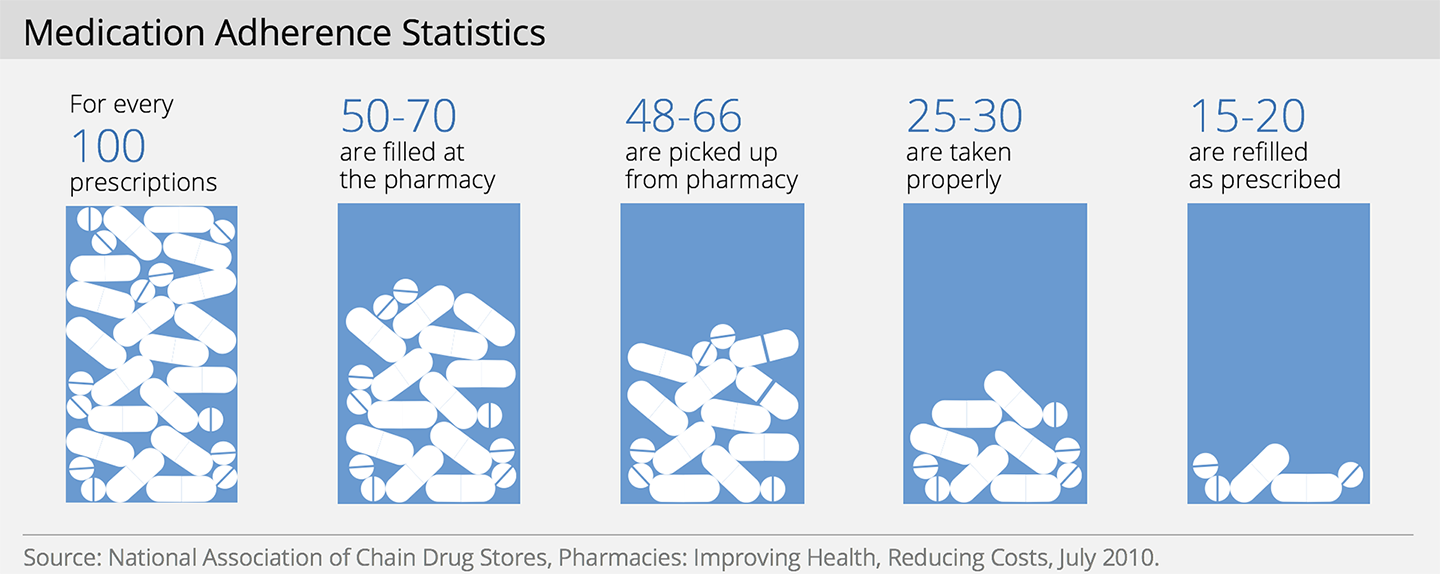 Medication Adherence Statistics
For every
100
prescriptions
50-70
are filled at
the pharmacy
48-66
are picked up
from pharmacy
25-30
are taken
properly
15-20
are refilled
as prescribed
Source: National Association of Chain Drug Stores, Pharmacies: Improving Health, Reducing Costs, July 2010.